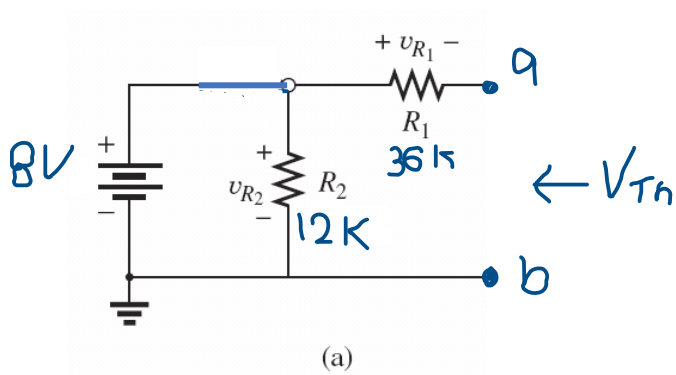 + vR1 −
a
8V
+
−
R1
36K
+
vR2
−
R2
12K
← VTh
b
(a)